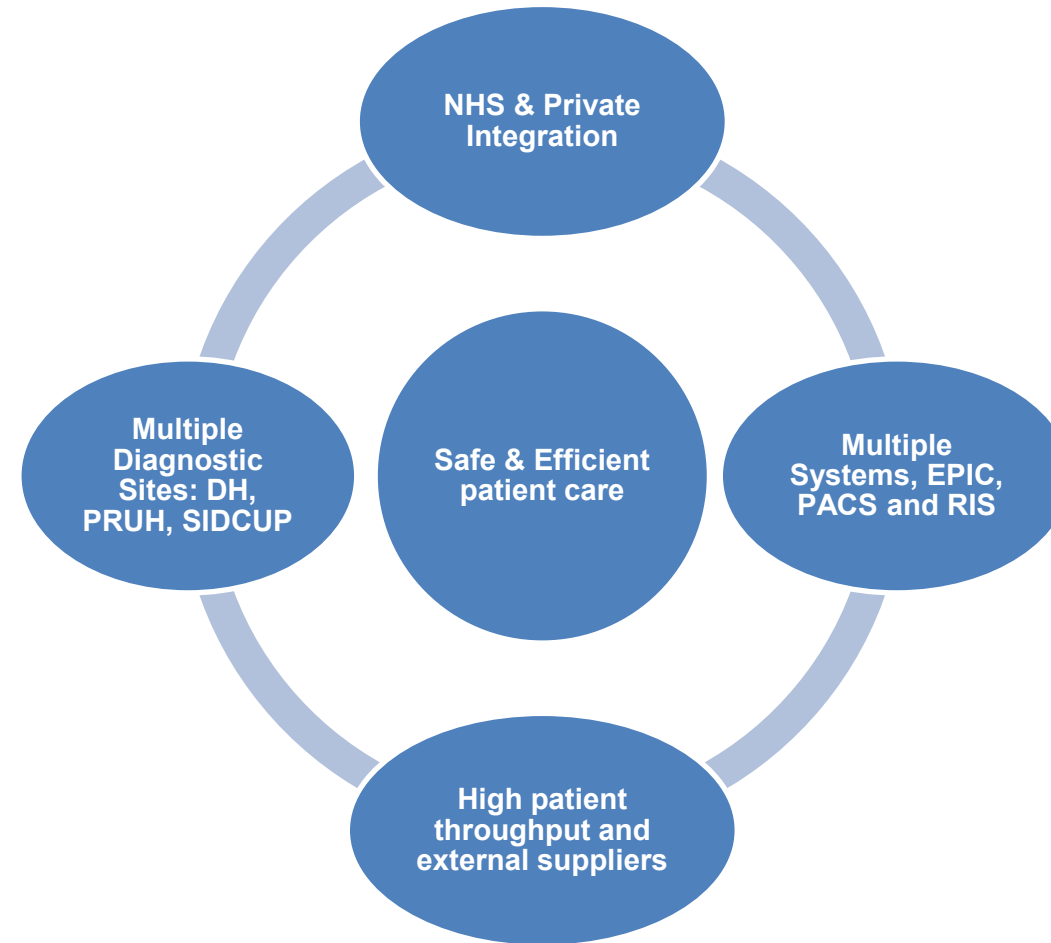 NHS & Private
Integration
Multiple
Diagnostic
Sites: DH,
PRUH, SIDCUP
Safe & Efficient
patient care
Multiple
Systems, EPIC,
PACS and RIS
High patient
throughput and
external suppliers